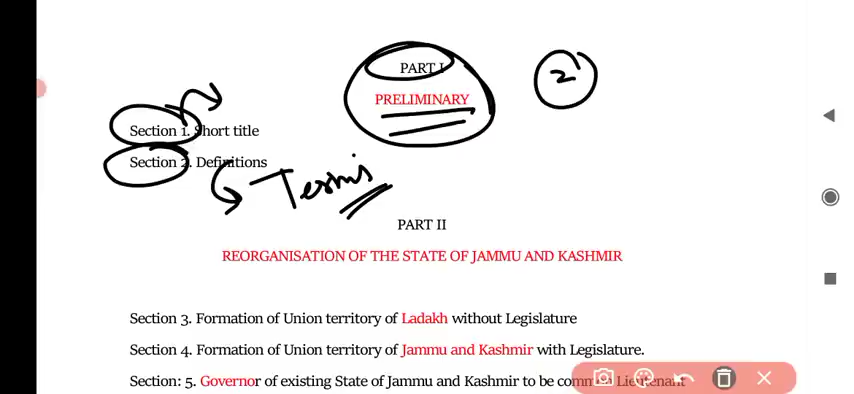 PART I
2
PRELIMINARY
Section 1. Short title
Section 2. Definitions
Terms
PART II
REORGANISATION OF THE STATE OF JAMMU AND KASHMIR
Section 3. Formation of Union territory of Ladakh without Legislature
Section 4. Formation of Union territory of Jammu and Kashmir with Legislature.
Section: 5. Governor of existing State of Jammu and Kashmir to be Lieutenant